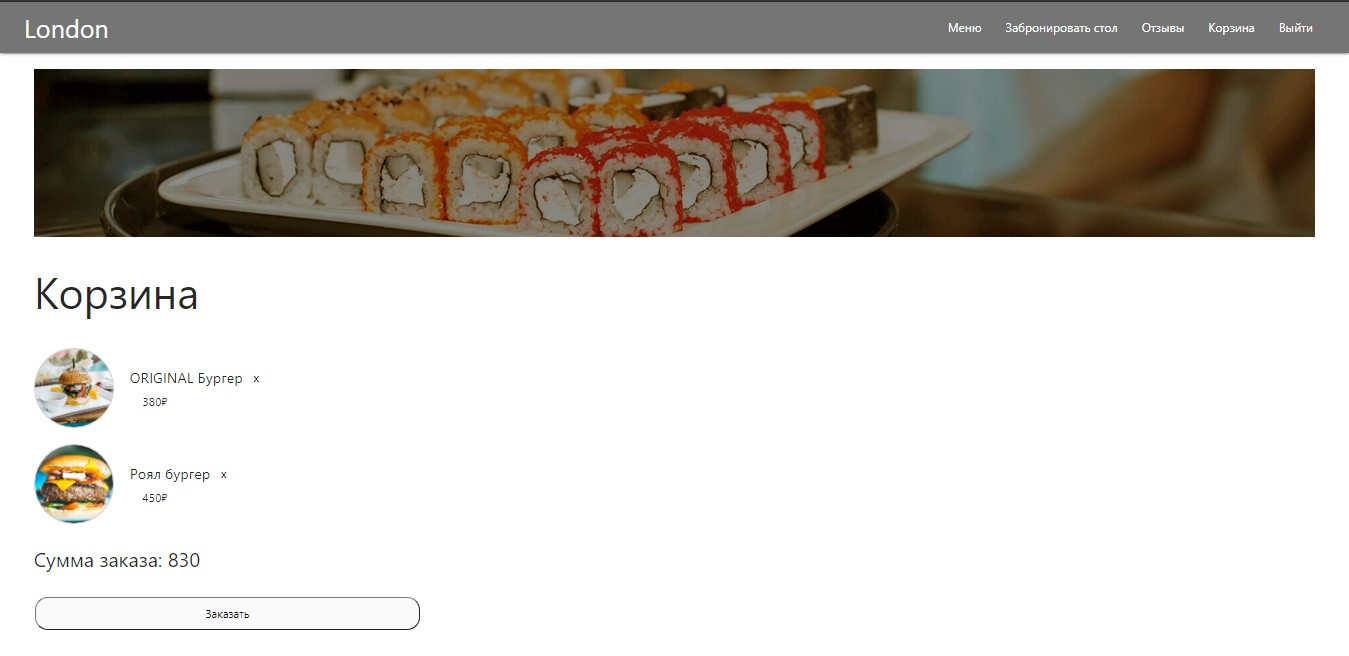 London
Меню Забронировать стол Отзывы Корзина Выйти
Корзина
ORIGINAL Бургер x
380₽
Роял бургер x
450₽
Сумма заказа: 830
Заказать